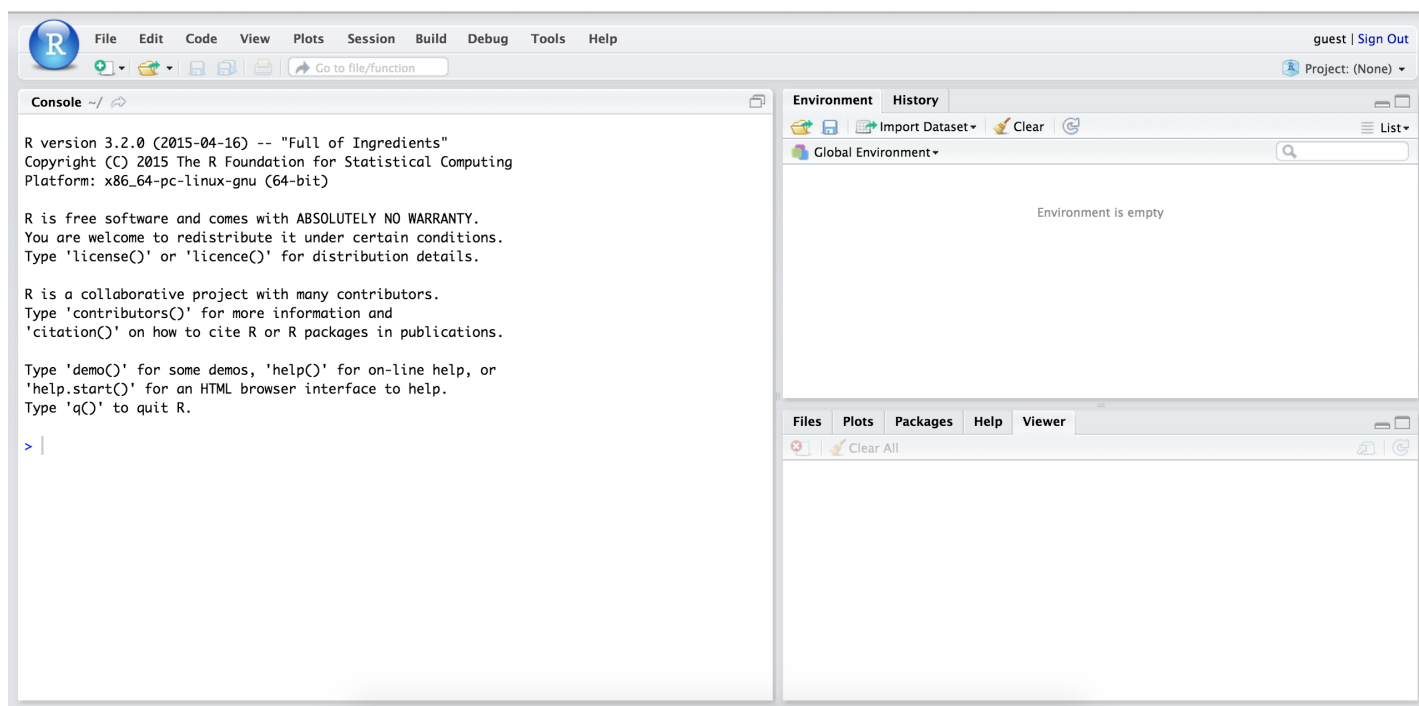 R File Edit Code View Plots Session Build Debug Tools Help
guest | Sign Out
Go to file/function
R Project: (None)
Console ~/
R version 3.2.0 (2015-04-16) -- "Full of Ingredients"
Copyright (C) 2015 The R Foundation for Statistical Computing
Platform: x86_64-pc-linux-gnu (64-bit)
R is free software and comes with ABSOLUTELY NO WARRANTY.
You are welcome to redistribute it under certain conditions.
Type 'license()' or 'licence()' for distribution details.
R is a collaborative project with many contributors.
Type 'contributors()' for more information and
'citation()' on how to cite R or R packages in publications.
Type 'demo()' for some demos, 'help()' for on-line help, or
'help.start()' for an HTML browser interface to help.
Type 'q()' to quit R.
>
Environment History
Import Dataset Clear List
Global Environment
Environment is empty
Files Plots Packages Help Viewer
Clear All